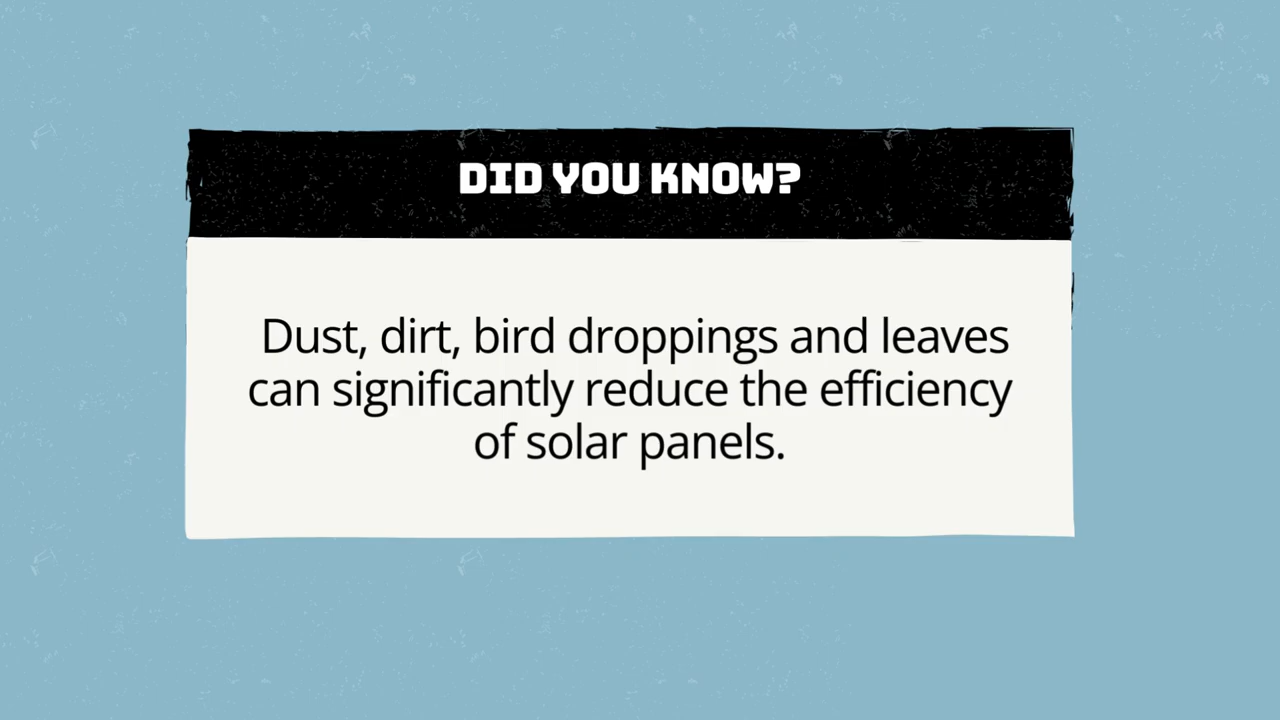 DID YOU KNOW?
Dust, dirt, bird droppings and leaves
can significantly reduce the efficiency
of solar panels.